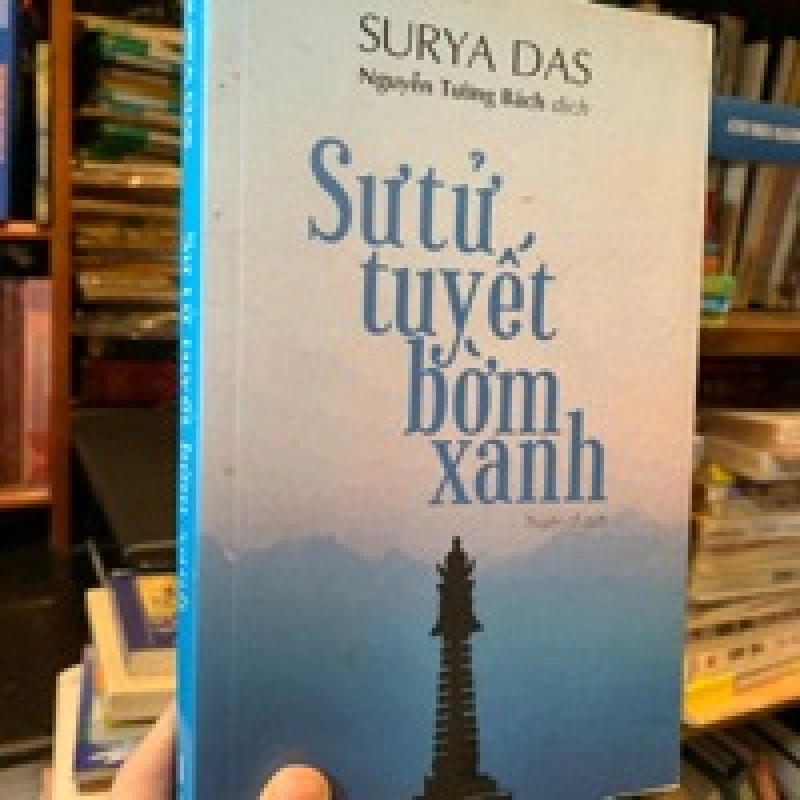 SURYA DAS
Nguyễn Tường Bách dịch
Sư tử
tuyết
bờm
xanh